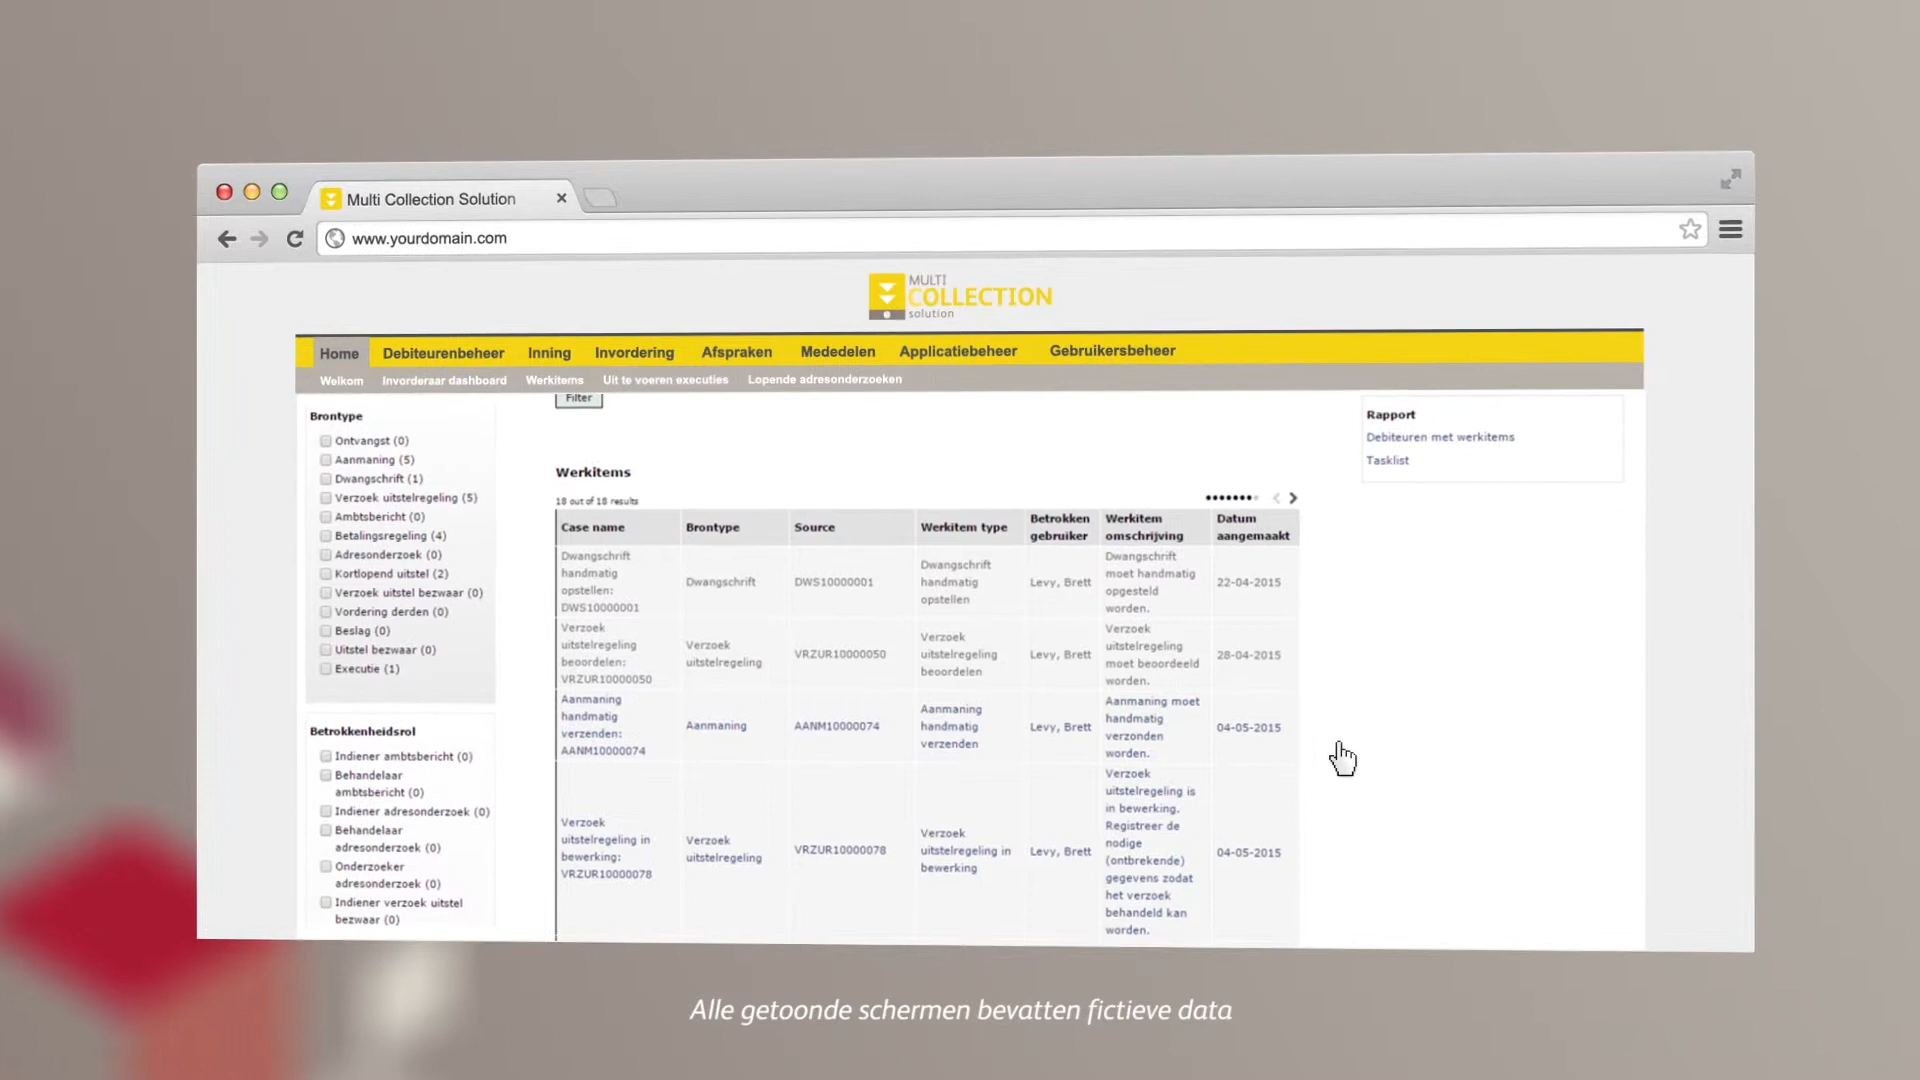 Multi Collection Solution
www.yourdomain.com
MULTI
COLLECTION
solution
Home Debiteurenbeheer Inning Invordering Afspraken Mededelen Applicatiebeheer Gebruikersbeheer
Welkom Invorderaar dashboard Werkitems Uit te voeren executies Lopende adresonderzoeken
Brontype
Ontvangst (0)
Aanmaning (5)
Dwangschrift (1)
Verzoek uitstelregeling (5)
Ambtsbericht (0)
Betalingsregeling (4)
Adresonderzoek (0)
Kortlopend uitstel (2)
Verzoek uitstel bezwaar (0)
Vordering derden (0)
Beslag (0)
Uitstel bezwaar (0)
Executie (1)
Betrokkenheidsrol
Indiener ambtsbericht (0)
Behandelaar
ambtsbericht (0)
Indiener adresonderzoek (0)
Behandelaar
adresonderzoek (0)
Onderzoeker
adresonderzoek (0)
Indiener verzoek uitstel
bezwaar (0)
Filter
Werkitems
18 out of 18 results
Case name
Brontype
Source
Werkitem type
Betrokken
gebruiker
Werkitem
omschrijving
Datum
aangemaakt
Dwangschrift
handmatig
opstellen:
DWS10000001
Dwangschrift
DWS10000001
Dwangschrift
handmatig
opstellen
Levy, Brett
Dwangschrift
moet handmatig
opgesteld
worden.
22-04-2015
Verzoek
uitstelregeling
beoordelen:
VRZUR10000050
Verzoek
uitstelregeling
VRZUR10000050
Verzoek
uitstelregeling
beoordelen
Levy, Brett
Verzoek
uitstelregeling
moet beoordeeld
worden.
28-04-2015
Aanmaning
handmatig
verzenden:
AANM10000074
Aanmaning
AANM10000074
Aanmaning
handmatig
verzenden
Levy, Brett
Aanmaning moet
handmatig
verzonden
worden.
04-05-2015
Verzoek
uitstelregeling in
bewerking:
VRZUR10000078
Verzoek
uitstelregeling
VRZUR10000078
Verzoek
uitstelregeling in
bewerking
Levy, Brett
Verzoek
uitstelregeling is
in bewerking.
Registreer de
nodige
(ontbrekende)
gegevens zodat
het verzoek
behandeld kan
worden.
04-05-2015
Rapport
Debiteuren met werkitems
Tasklist
Alle getoonde schermen bevatten fictieve data